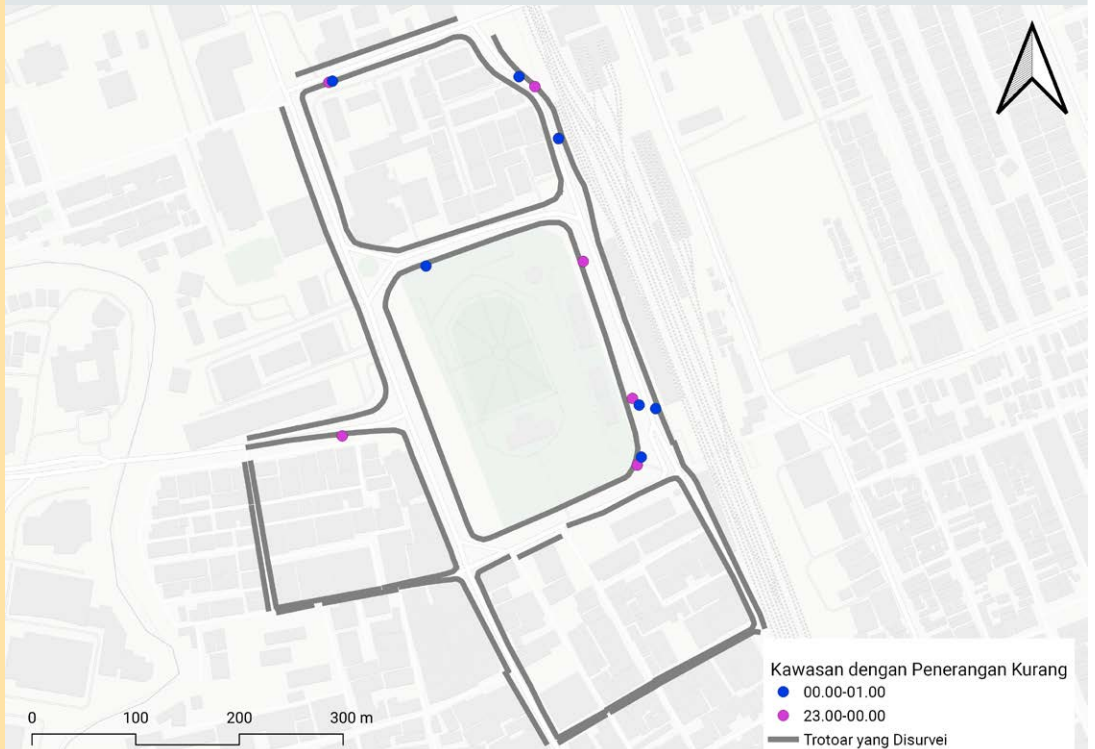 Kawasan dengan Penerangan Kurang
00.00-01.00
23.00-00.00
Trotoar yang Disurvei
0 100 200 300 m